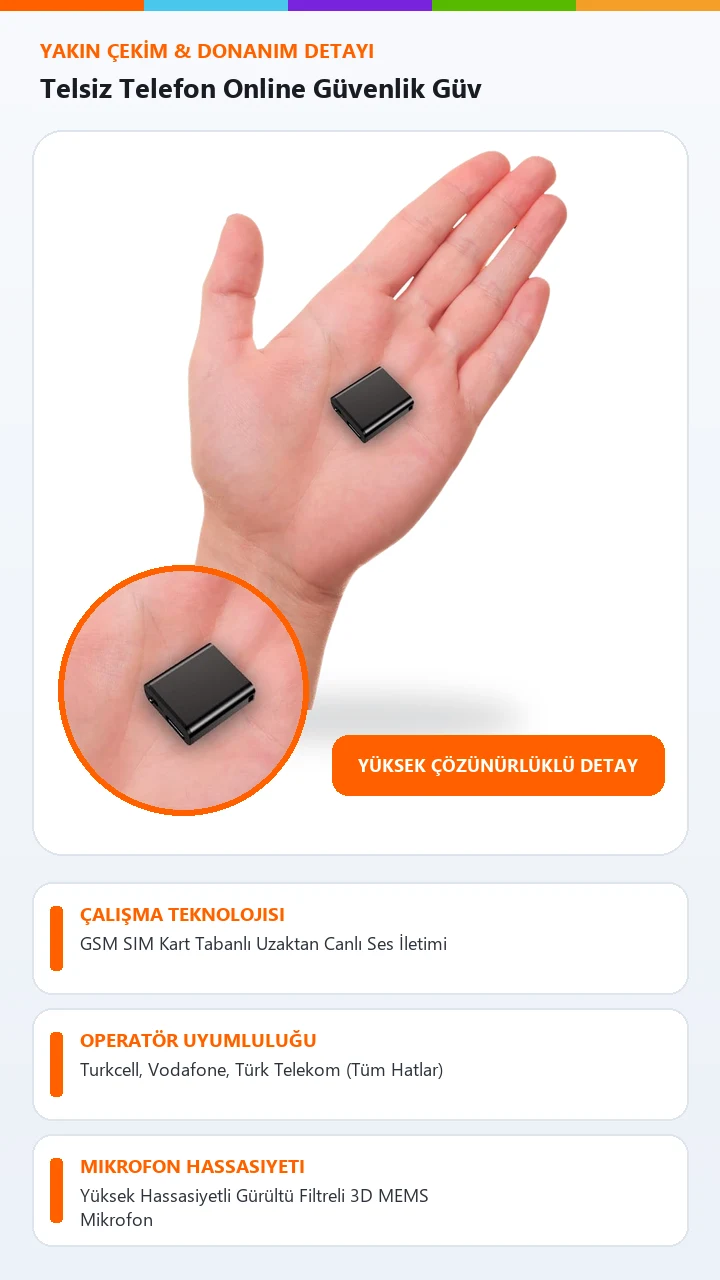 YAKIN ÇEKİM & DONANIM DETAYI
Telsiz Telefon Online Güvenlik Güv
YÜKSEK ÇÖZÜNÜRLÜKLÜ DETAY
ÇALIŞMA TEKNOLOJISI
GSM SIM Kart Tabanlı Uzaktan Canlı Ses İletimi
OPERATÖR UYUMLULUĞU
Turkcell, Vodafone, Türk Telekom (Tüm Hatlar)
MIKROFON HASSASIYETI
Yüksek Hassasiyetli Gürültü Filtreli 3D MEMS
Mikrofon